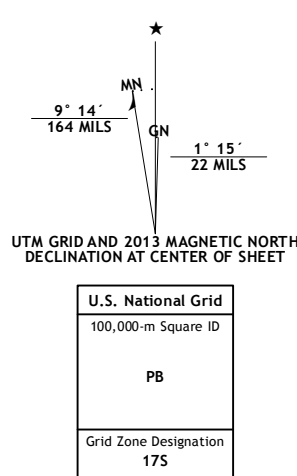 ★
MN
9° 14´
164 MILS
GN
1° 15´
22 MILS
UTM GRID AND 2013 MAGNETIC NORTH
DECLINATION AT CENTER OF SHEET
U.S. National Grid
100,000-m Square ID
PB
Grid Zone Designation
17S